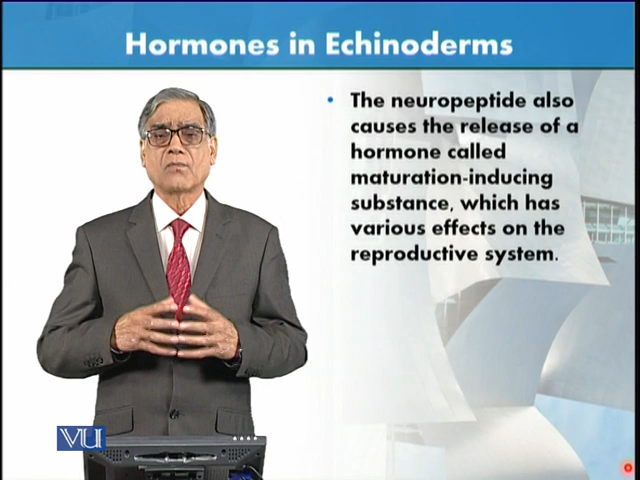 Hormones in Echinoderms
• The neuropeptide also
causes the release of a
hormone called
maturation-inducing
substance, which has
various effects on the
reproductive system.
VU